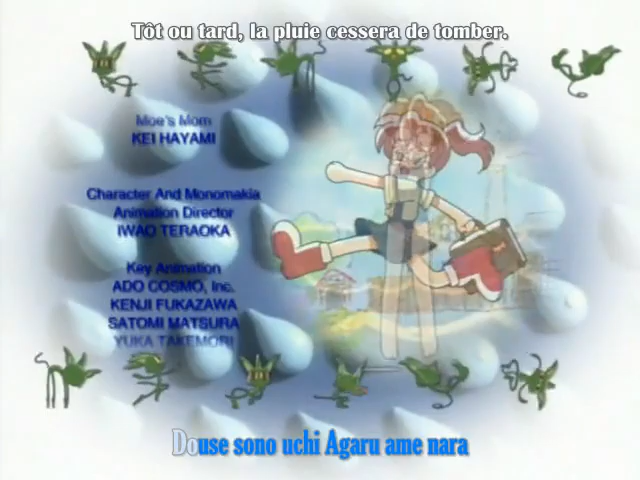 Tôt ou tard, la pluie cessera de tomber.
Moe's Mom
KEI HAYAMI
Character And Monomakia
Animation Director
IWAO TERAOKA
Key Animation
ADO COSMO, Inc.
KENJI FUKAZAWA
SATOMI MATSURA
YUKA TAKEMORI
Douse sono uchi Agaru ame nara